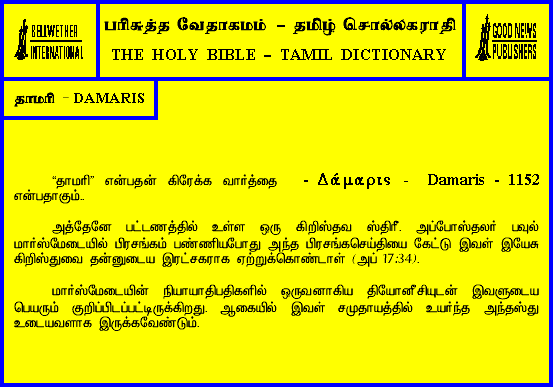 BELLWETHER
INTERNATIONAL
பரிசுத்த வேதாகமம் – தமிழ் சொல்லகராதி
THE HOLY BIBLE – TAMIL DICTIONARY
GOOD NEWS
PUBLISHERS
தாமரி – DAMARIS
“தாமரி” என்பதன் கிரேக்க வார்த்தை - Δάμαρις - Damaris - 1152
என்பதாகும்..
அத்தேனே பட்டணத்தில் உள்ள ஒரு கிறிஸ்தவ ஸ்திரீ. அப்போஸ்தலர் பவுல்
மார்ஸ்மேடையில் பிரசங்கம் பண்ணியபோது அந்த பிரசங்கசெய்தியை கேட்டு இவள் இயேசு
கிறிஸ்துவை தன்னுடைய இரட்சகராக ஏற்றுக்கொண்டாள் (அப் 17:34).
மார்ஸ்மேடையின் நியாயாதிபதிகளில் ஒருவனாகிய தியோனீசியுடன் இவளுடைய
பெயரும் குறிப்பிடப்பட்டிருக்கிறது. ஆகையில் இவள் சமுதாயத்தில் உயர்ந்த அந்தஸ்து
உடையவளாக இருக்கவேண்டும்.